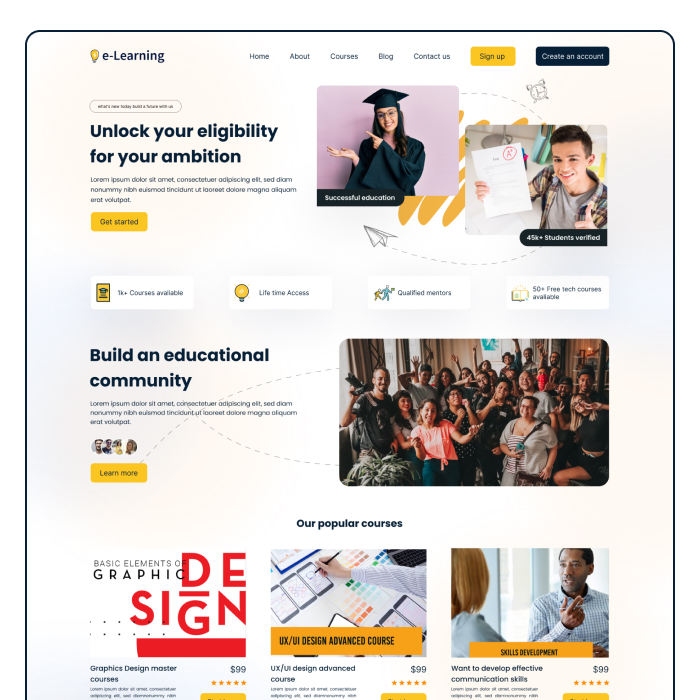 e-Learning
Home About Courses Blog Contact us Sign up Create an account
what's new today build a future with us
Unlock your eligibility
for your ambition
Lorem ipsum dolor sit amet, consectetuer adipiscing elit, sed diam
nonummy nibh euismod tincidunt ut laoreet dolore magna aliquam
erat volutpat.
Get started
Successful education
A+
45k+ Students verified
1k+ Courses avaliable
Life time Access
Qualified mentors
50+ Free tech courses
avaliable
Build an educational
community
Lorem ipsum dolor sit amet, consectetuer adipiscing elit, sed diam
nonummy nibh euismod tincidunt ut laoreet dolore magna aliquam
erat volutpat.
Learn more
Our popular courses
BASIC ELEMENTS OF
GRAPHIC
DE
SIGN
UX/UI DESIGN ADVANCED COURSE
SKILLS DEVELOPMENT
Graphics Design master
courses
$99
Lorem ipsum dolor sit amet, consectetuer
adipiscing elit, sed diamnonummy nibh
UX/UI design advanced
course
$99
Lorem ipsum dolor sit amet, consectetuer
adipiscing elit, sed diamnonummy nibh
Want to develop effective
communication skills
$99
Lorem ipsum dolor sit amet, consectetuer
adipiscing elit, sed diamnonummy nibh